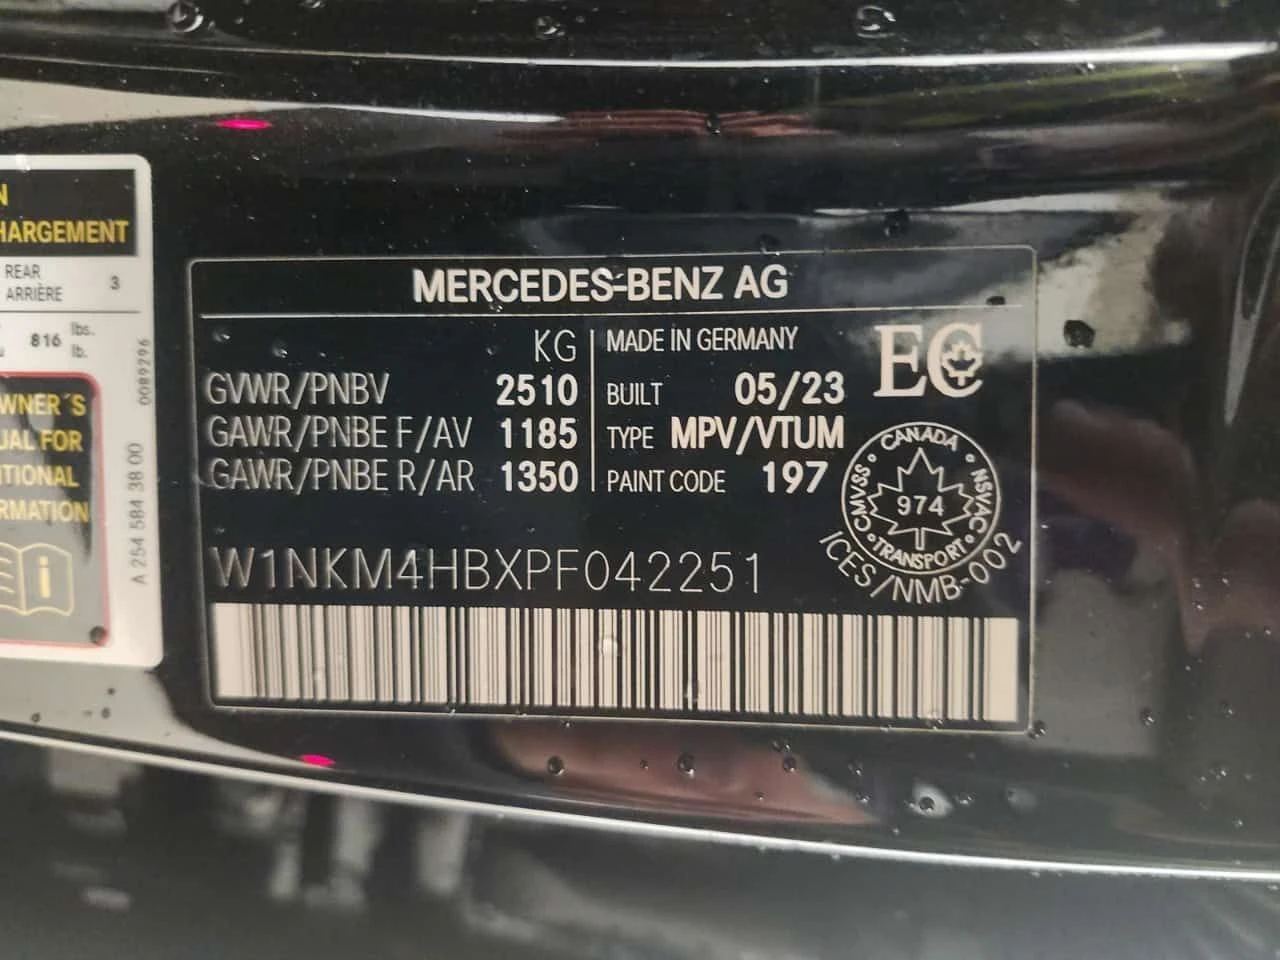 N
HARGEMENT
REAR
ARRIÈRE
3
816 lbs.
lb.
WNER´S
UAL FOR
ITIONAL
RMATION
i
0089296
A 254 584 38 00
MERCEDES-BENZ AG
KG
GVWR/PNBV 2510
GAWR/PNBE F/AV 1185
GAWR/PNBE R/AR 1350
MADE IN GERMANY
BUILT 05/23
TYPE MPV/VTUM
PAINT CODE 197
EC
CANADA
CMVSS • NSVAC
974
TRANSPORT
ICES/NMB-002
W1NKM4HBXPF042251